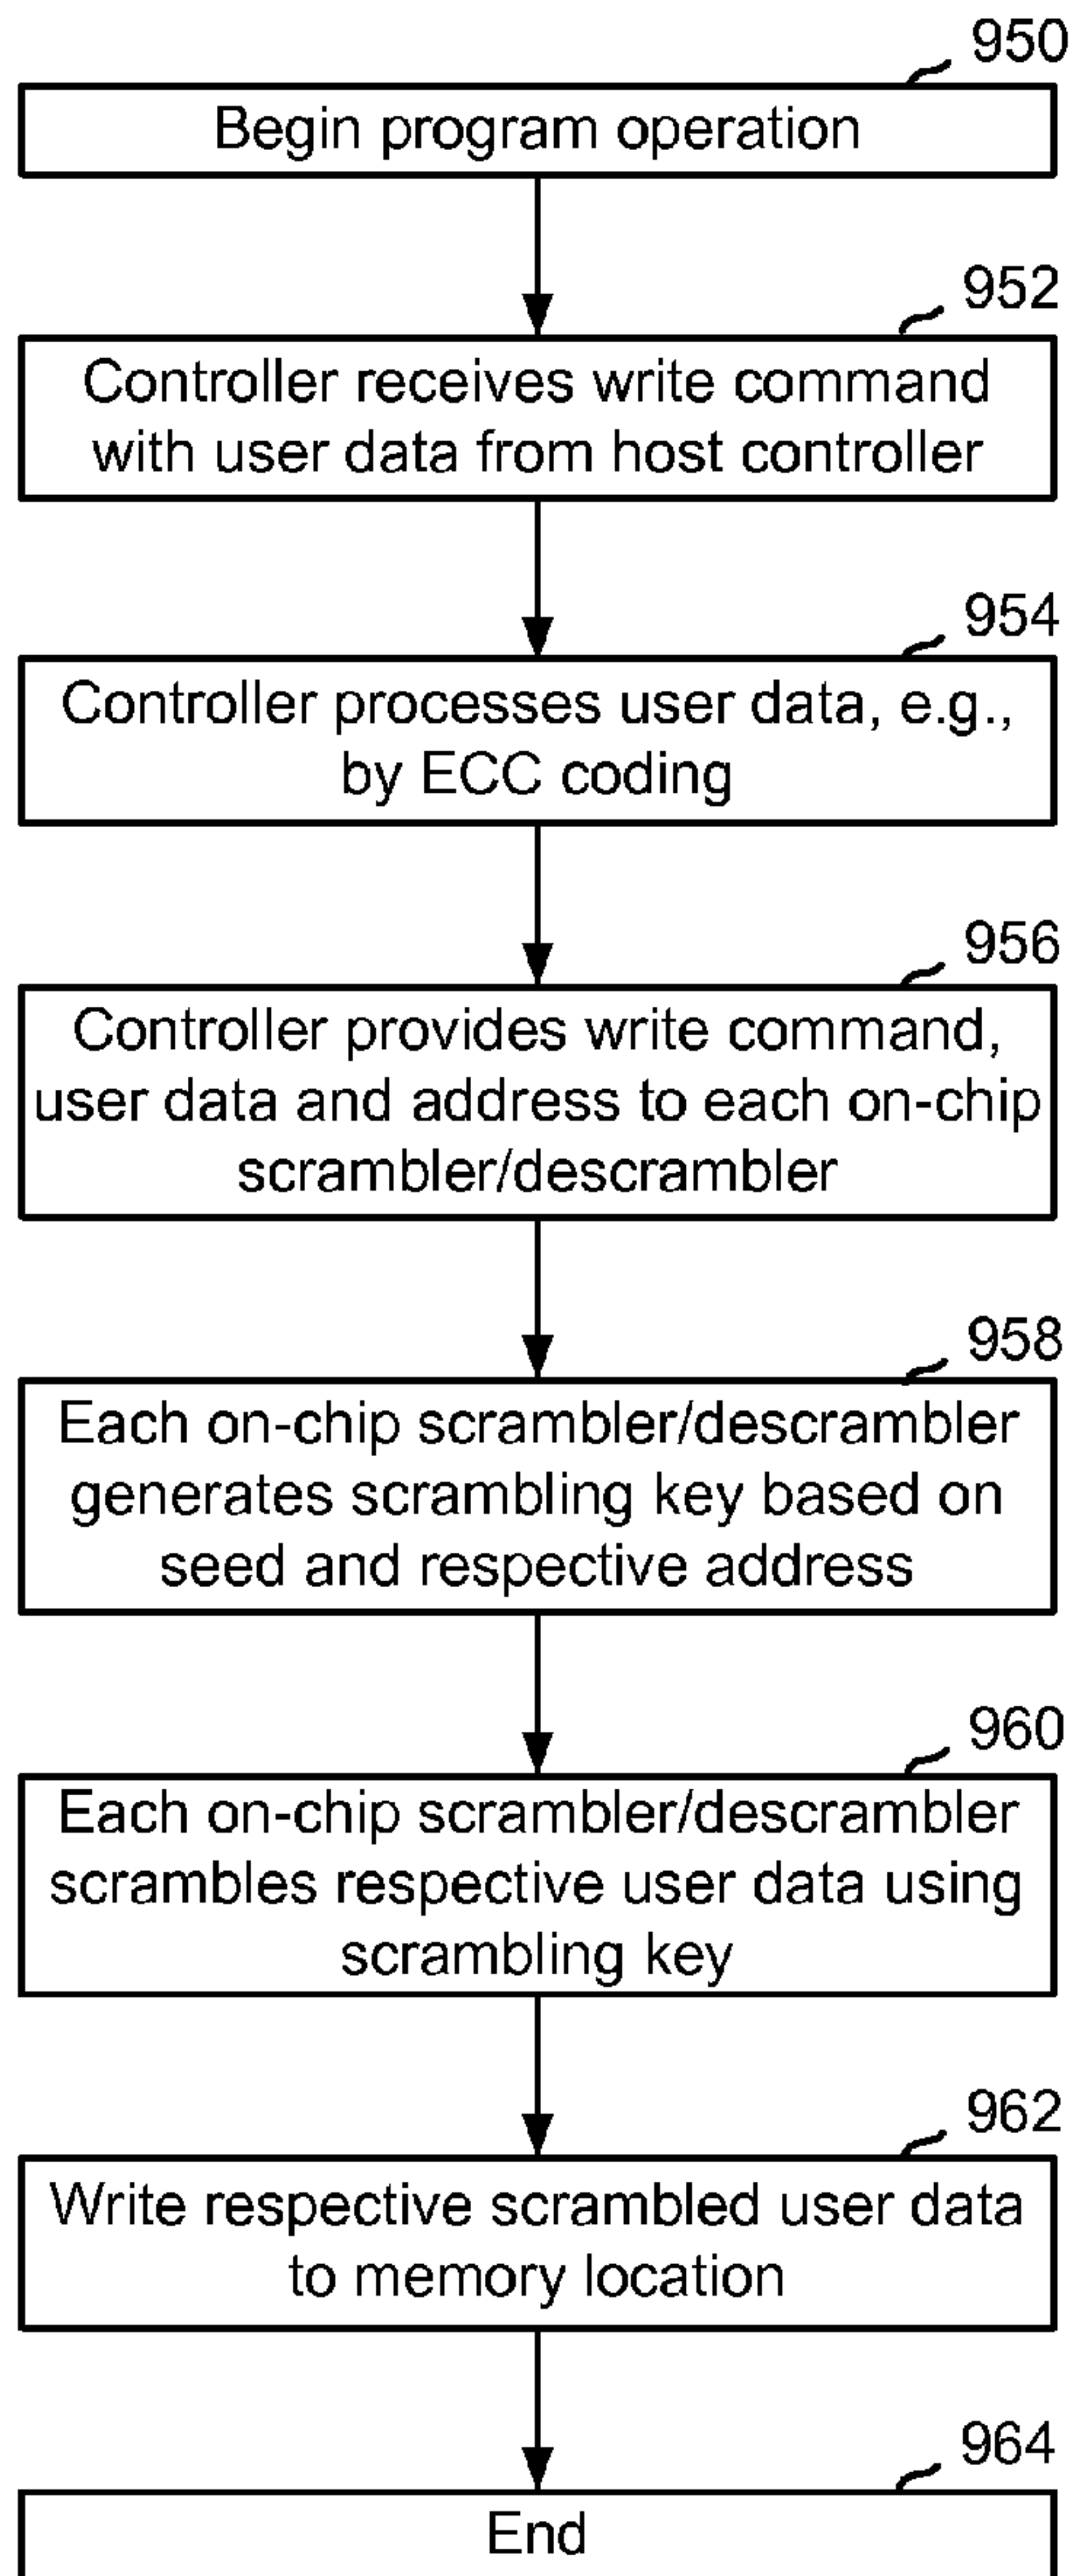 950
Begin program operation
952
Controller receives write command
with user data from host controller
954
Controller processes user data, e.g.,
by ECC coding
956
Controller provides write command,
user data and address to each on-chip
scrambler/descrambler
958
Each on-chip scrambler/descrambler
generates scrambling key based on
seed and respective address
960
Each on-chip scrambler/descrambler
scrambles respective user data using
scrambling key
962
Write respective scrambled user data
to memory location
964
End